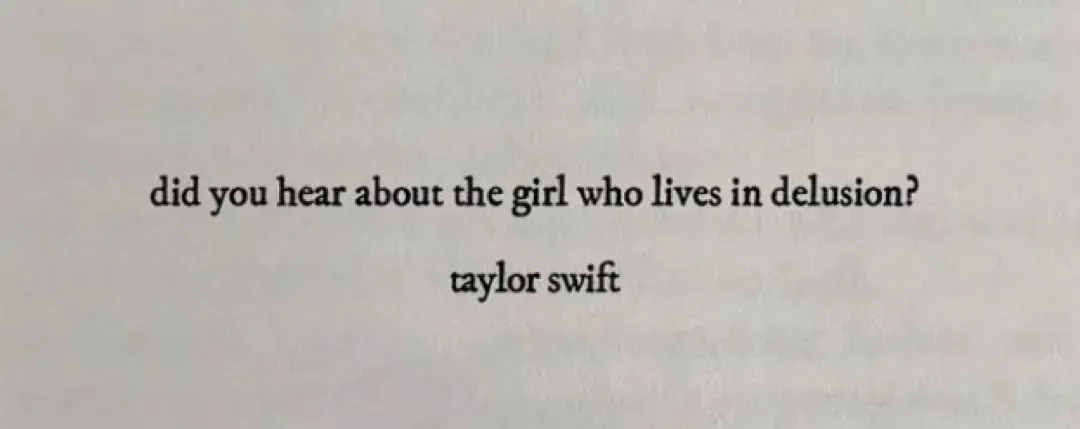 did you hear about the girl who lives in delusion?
taylor swift